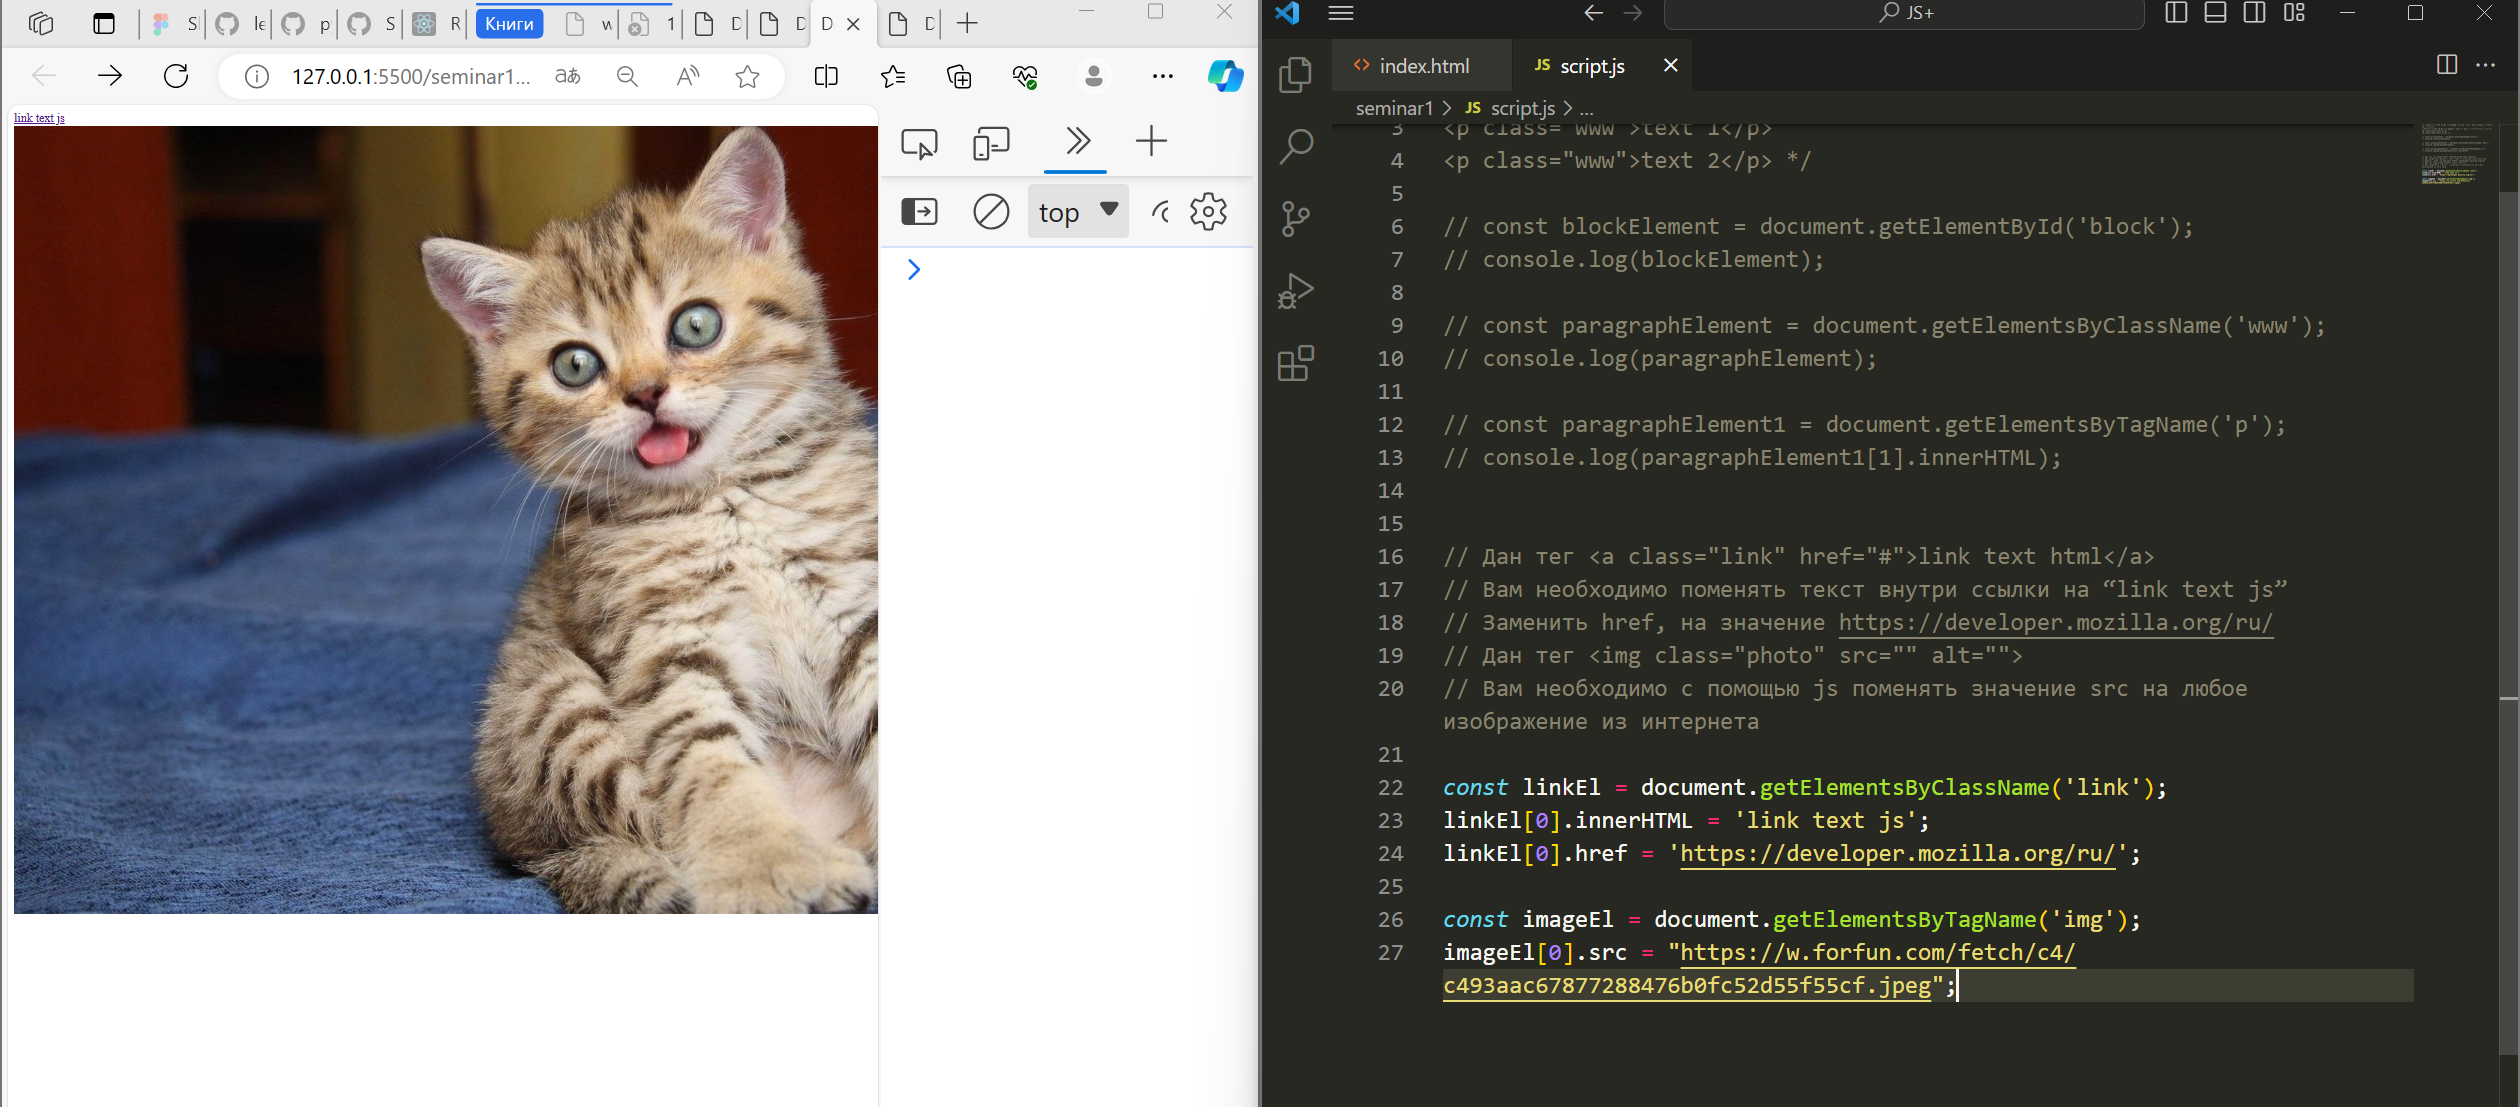 Книги
127.0.0.1:5500/seminar1...
link text js
top
JS+
index.html
JS script.js
seminar1 > JS script.js > ...
3 <p class="www">text 1</p>
4 <p class="www">text 2</p> */
5
6 // const blockElement = document.getElementById('block');
7 // console.log(blockElement);
8
9 // const paragraphElement = document.getElementsByClassName('www');
10 // console.log(paragraphElement);
11
12 // const paragraphElement1 = document.getElementsByTagName('p');
13 // console.log(paragraphElement1[1].innerHTML);
14
15
16 // Дан тег <a class="link" href="#">link text html</a>
17 // Вам необходимо поменять текст внутри ссылки на “link text js”
18 // Заменить href, на значение https://developer.mozilla.org/ru/
19 // Дан тег <img class="photo" src="" alt="">
20 // Вам необходимо с помощью js поменять значение src на любое
изображение из интернета
21
22 const linkEl = document.getElementsByClassName('link');
23 linkEl[0].innerHTML = 'link text js';
24 linkEl[0].href = 'https://developer.mozilla.org/ru/';
25
26 const imageEl = document.getElementsByTagName('img');
27 imageEl[0].src = "https://w.forfun.com/fetch/c4/
c493aac67877288476b0fc52d55f55cf.jpeg";